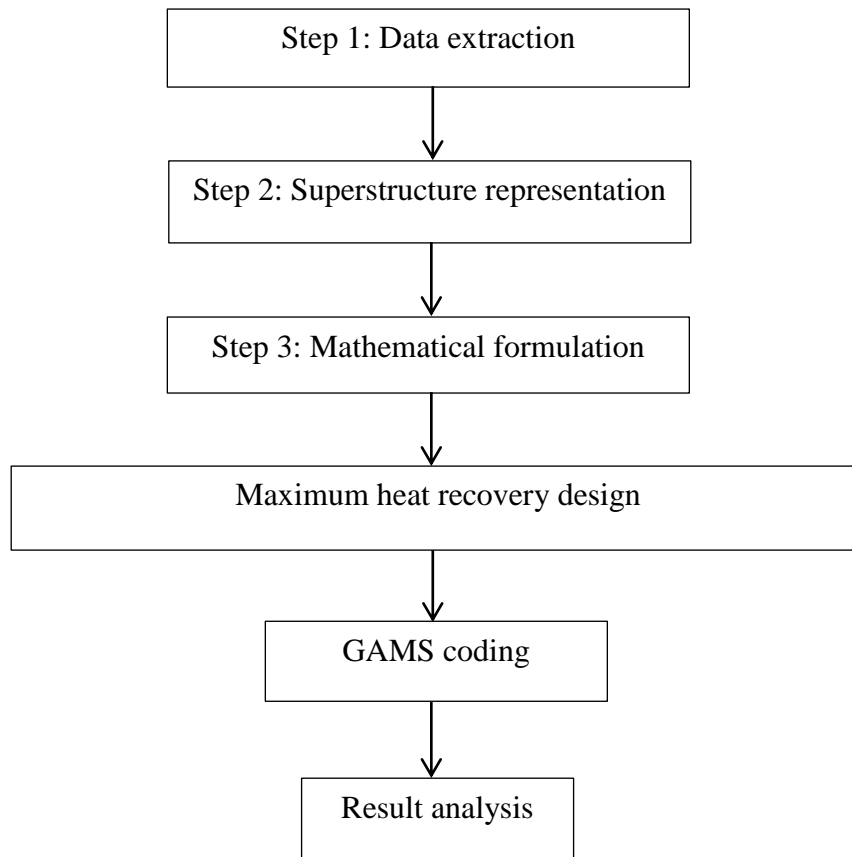 Step 1: Data extraction
Step 2: Superstructure representation
Step 3: Mathematical formulation
Maximum heat recovery design
GAMS coding
Result analysis